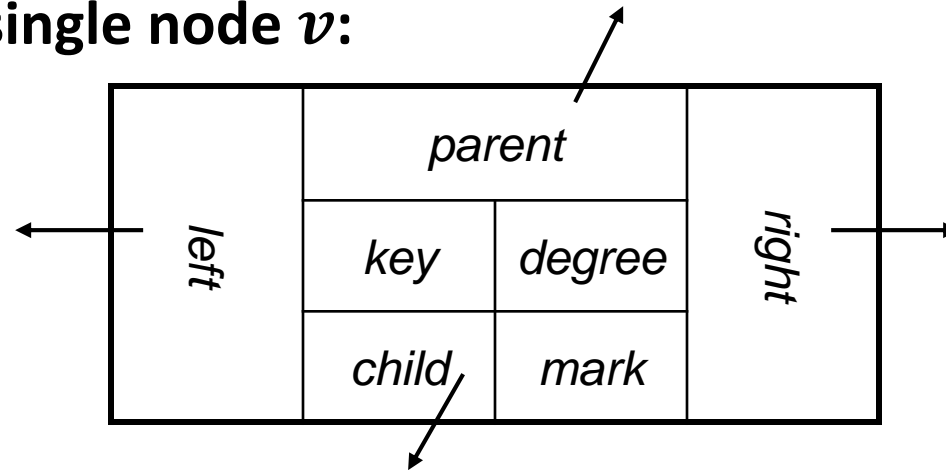 single node v:
parent
left
key
degree
right
child
mark